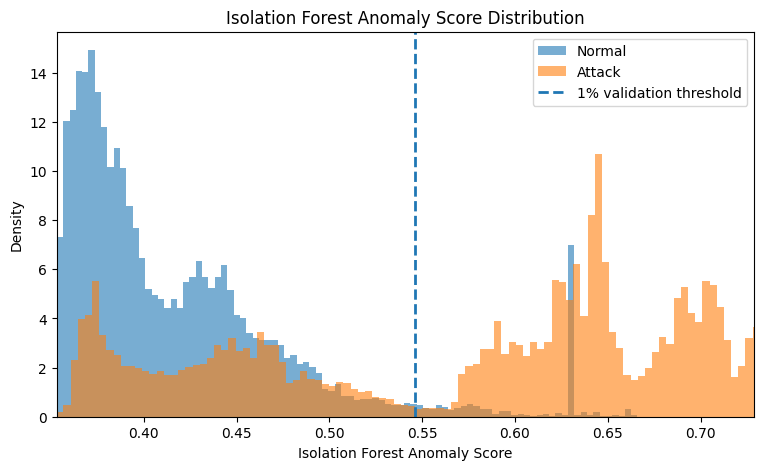 Isolation Forest Anomaly Score Distribution
Normal
Attack
1% validation threshold
Density
14
12
10
8
6
4
2
0
0.40 0.45 0.50 0.55 0.60 0.65 0.70
Isolation Forest Anomaly Score